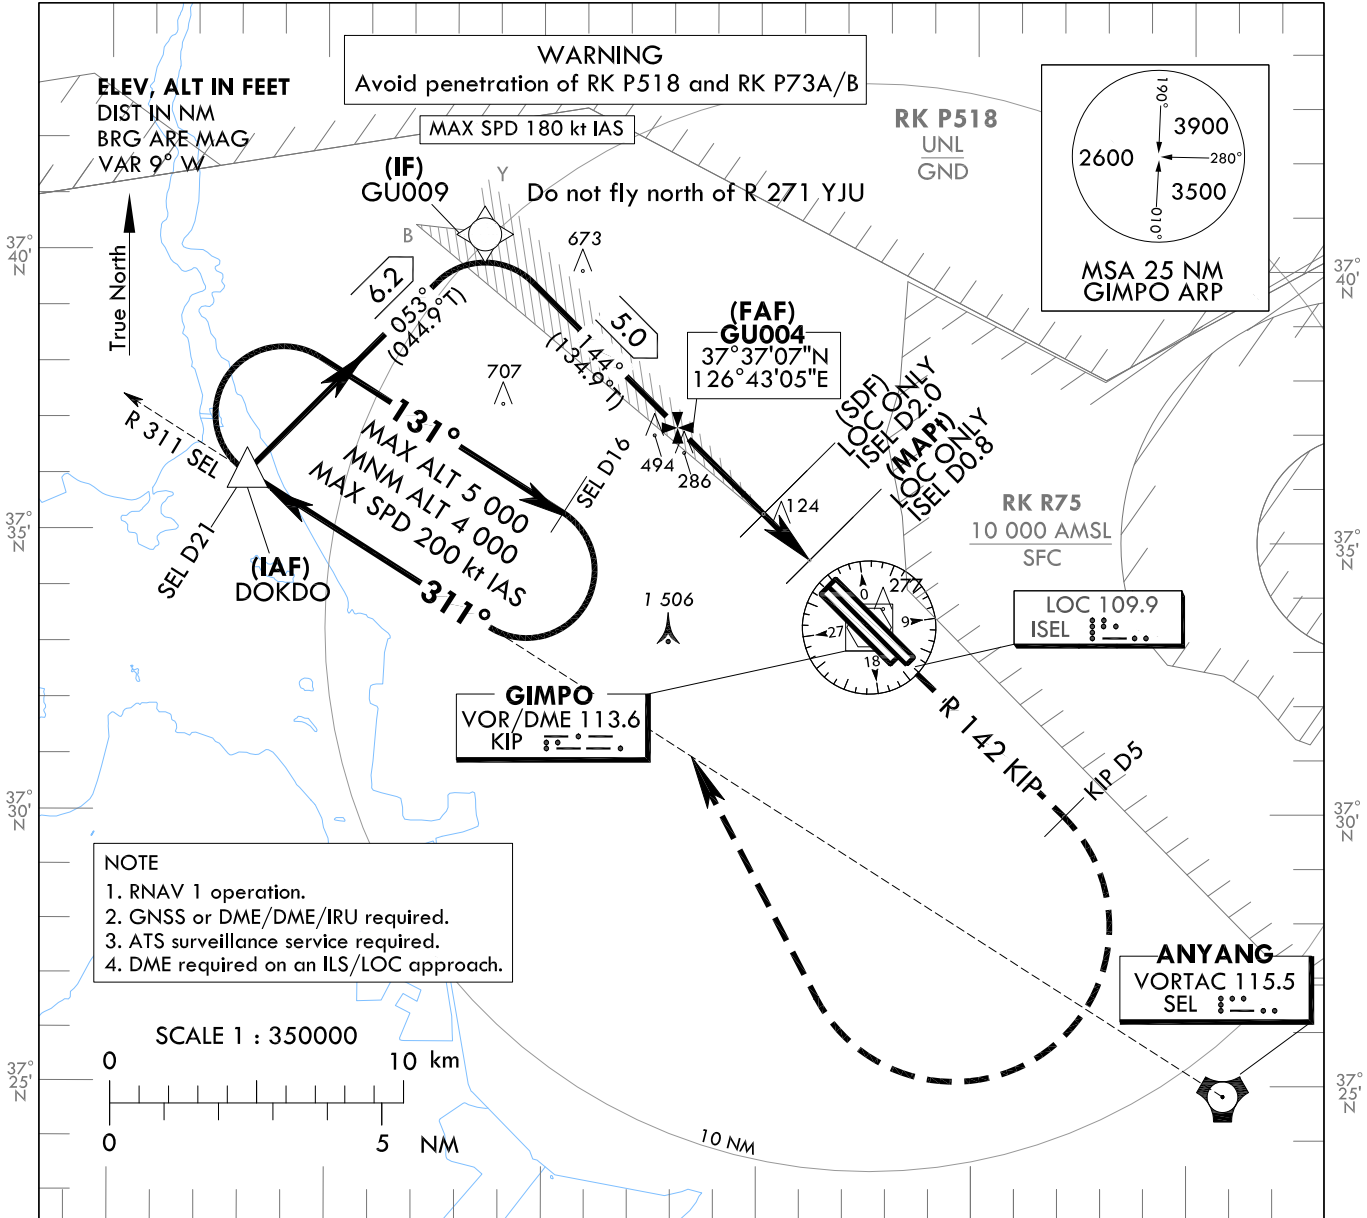 WARNING
Avoid penetration of RK P518 and RK P73A/B
ELEV, ALT IN FEET
DIST IN NM
BRG ARE MAG
VAR 9° W
MAX SPD 180 kt IAS
RK P518
UNL
GND
190°
3900
2600
280°
3500
010°
MSA 25 NM
GIMPO ARP
(IF)
GU009
Y
Do not fly north of R 271 YJU
B
673
37°
40'
N
37°
40'
N
True North
6.2
053°
(044.9°T)
5.0
144°
(134.9°T)
(FAF)
GU004
37°37'07"N
126°43'05"E
707
(SDF)
LOC ONLY
ISEL D2.0
(MAPt)
LOC ONLY
ISEL D0.8
R 311 SEL
131°
MAX ALT 5 000
MNM ALT 4 000
MAX SPD 200 kt IAS
311°
SEL D16
494
286
124
SEL D21
(IAF)
DOKDO
RK R75
10 000 AMSL
SFC
37°
35'
N
37°
35'
N
1 506
277
0
9
18
27
LOC 109.9
ISEL
GIMPO
VOR/DME 113.6
KIP
R 142 KIP
KIP D5
37°
30'
N
37°
30'
N
NOTE
1. RNAV 1 operation.
2. GNSS or DME/DME/IRU required.
3. ATS surveillance service required.
4. DME required on an ILS/LOC approach.
ANYANG
VORTAC 115.5
SEL
SCALE 1 : 350000
0
10 km
0
5
NM
37°
25'
N
37°
25'
N
10 NM